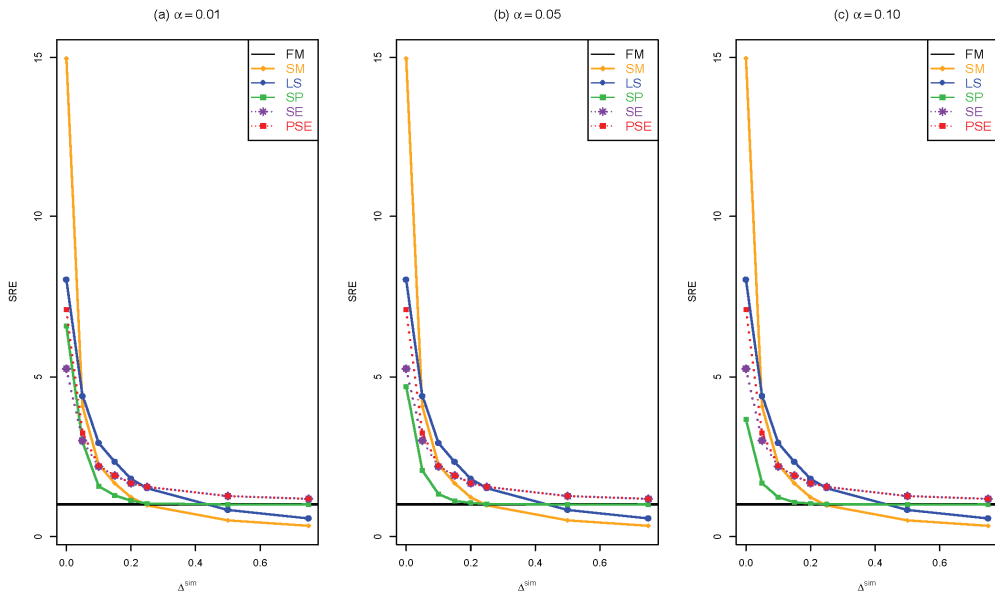 (a) α = 0.01
SRE
15
10
5
0
0.0 0.2 0.4 0.6
Δsim
FM
SM
LS
SP
SE
PSE
(b) α = 0.05
SRE
15
10
5
0
0.0 0.2 0.4 0.6
Δsim
FM
SM
LS
SP
SE
PSE
(c) α = 0.10
SRE
15
10
5
0
0.0 0.2 0.4 0.6
Δsim
FM
SM
LS
SP
SE
PSE